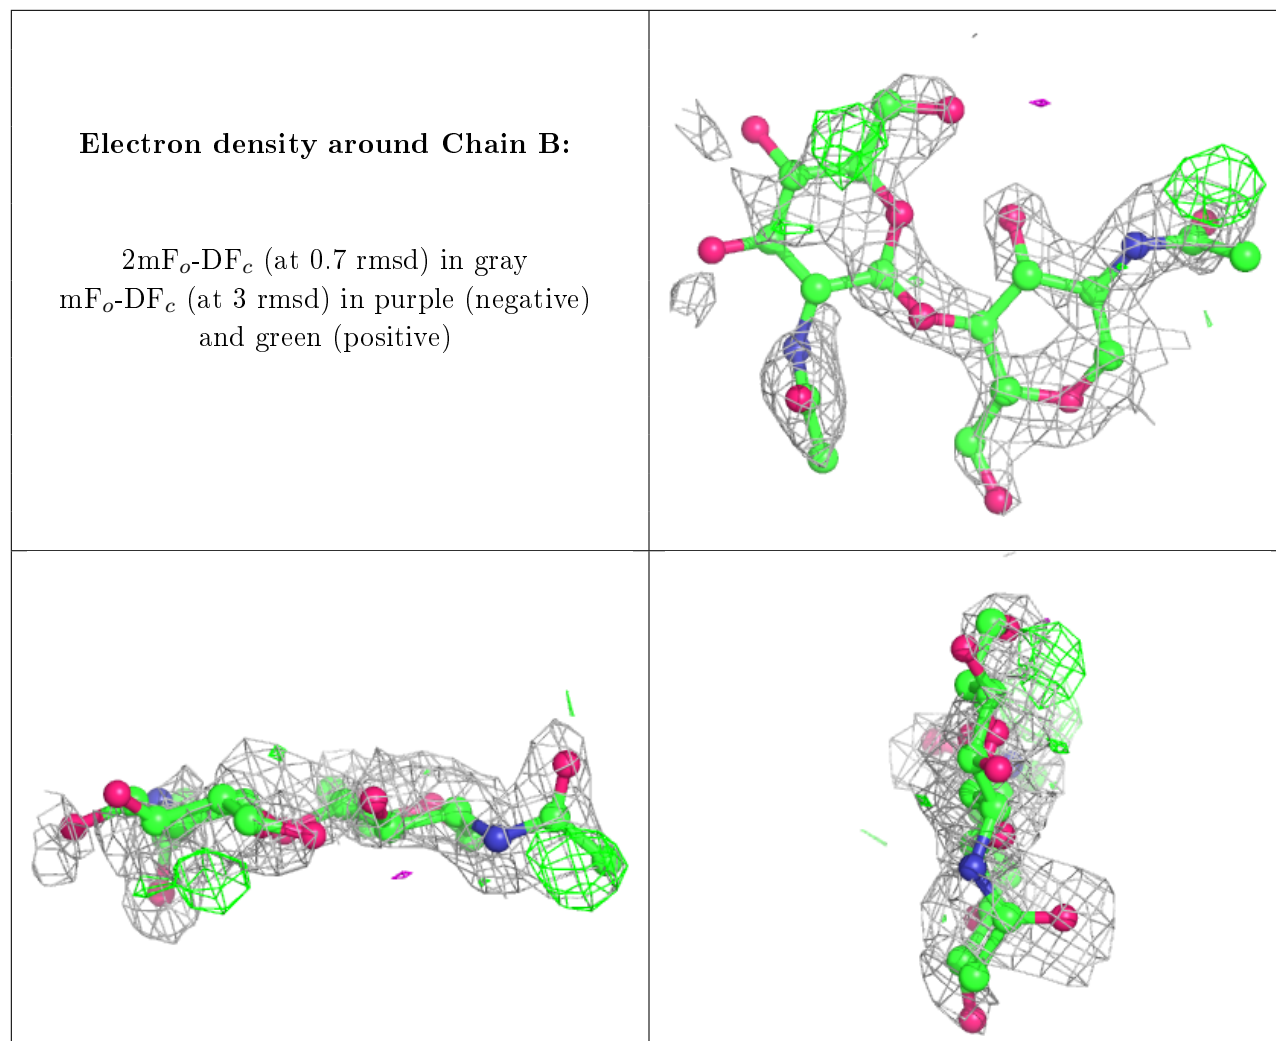 Electron density around Chain B:
2mFₒ-DF𝒸 (at 0.7 rmsd) in gray
mFₒ-DF𝒸 (at 3 rmsd) in purple (negative)
and green (positive)